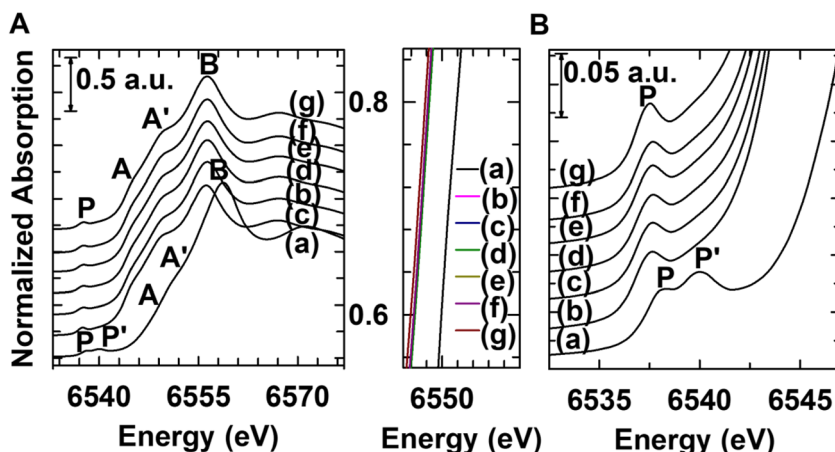 A
B
Normalized Absorption
0.5 a.u.
B
A'
A
P
(g)
(f)
(e)
(d)
(b)
(c)
(a)
B
A'
A
P P'
6540 6555 6570
Energy (eV)
0.8
0.6
(a)
(b)
(c)
(d)
(e)
(f)
(g)
6550
Energy (eV)
0.05 a.u.
P
(g)
(f)
(e)
(d)
(c)
(b)
(a)
P P'
6535 6540 6545
Energy (eV)